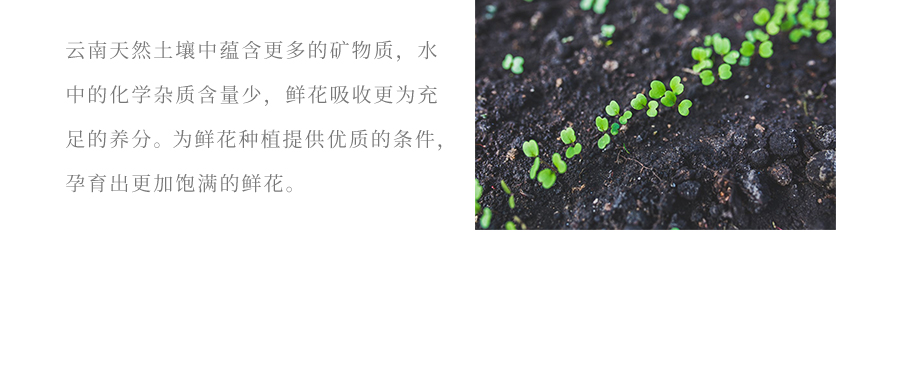 云南天然土壤中蕴含更多的矿物质，水
中的化学杂质含量少，鲜花吸收更为充
足的养分。为鲜花种植提供优质的条件，
孕育出更加饱满的鲜花。